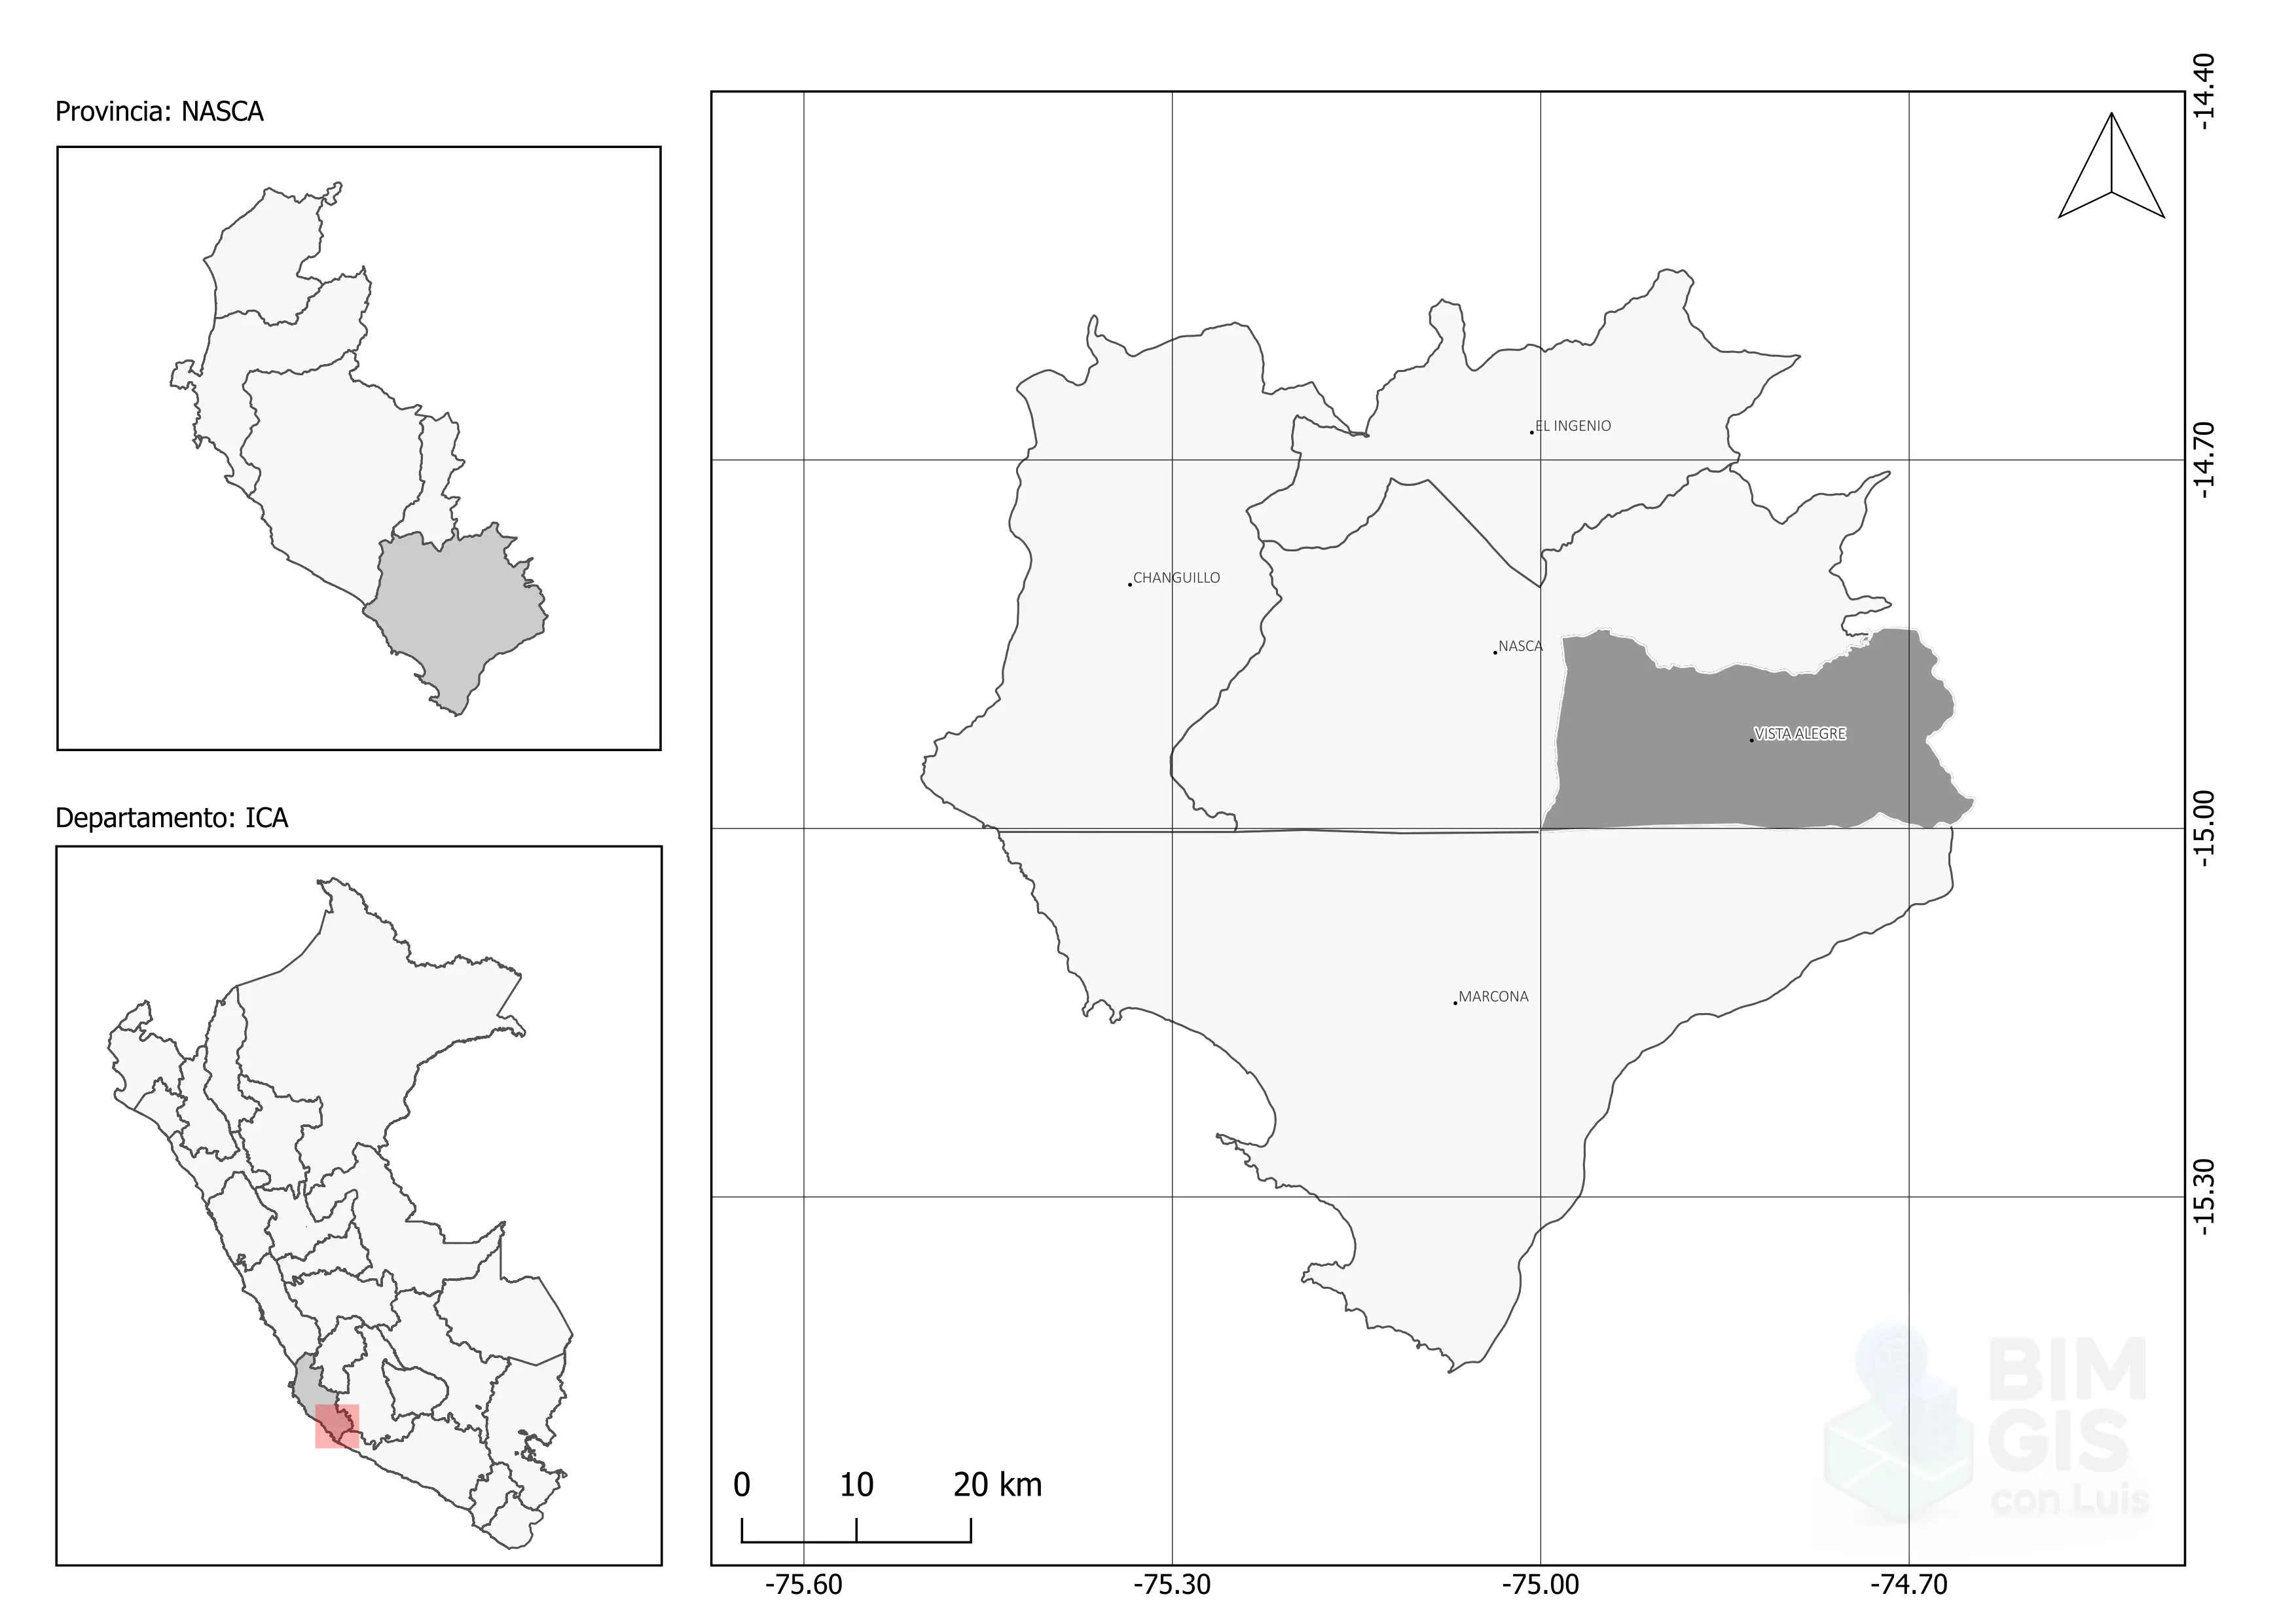 Provincia: NASCA
Departamento: ICA
EL INGENIO
CHANGUILLO
NASCA
VISTA ALEGRE
MARCONA
-14.40
-14.70
-15.00
-15.30
0 10 20 km
-75.60 -75.30 -75.00 -74.70
BIM
GIS
con Luis